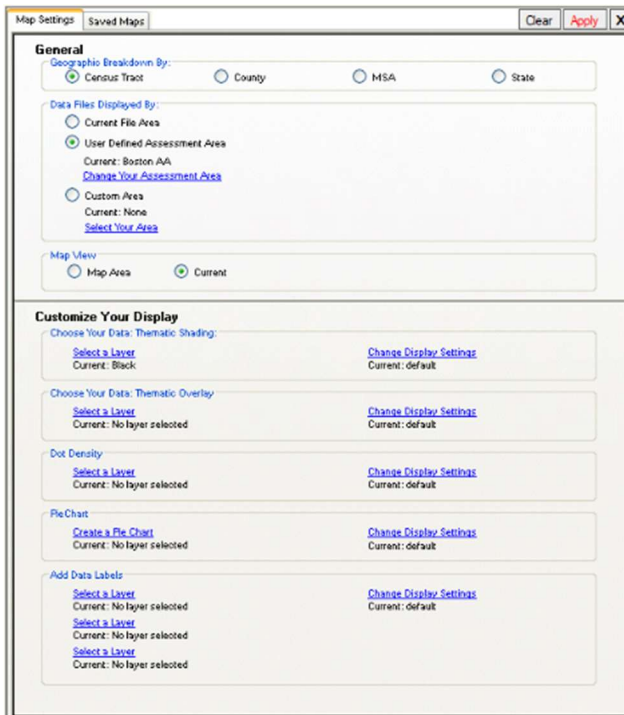 Map Settings Saved Maps Clear Apply X
General
Geographic Breakdown By:
Census Tract County MSA State
Data Files Displayed By:
Current File Area
User Defined Assessment Area
Current: Boston AA
Change Your Assessment Area
Custom Area
Current: None
Select Your Area
Map View
Map Area Current
Customize Your Display
Choose Your Data: Thematic Shading:
Select a Layer Change Display Settings
Current: Black Current: default
Choose Your Data: Thematic Overlay
Select a Layer Change Display Settings
Current: No layer selected Current: default
Dot Density
Select a Layer Change Display Settings
Current: No layer selected Current: default
PieChart
Create a Pie Chart Change Display Settings
Current: No layer selected Current: default
Add Data Labels
Select a Layer Change Display Settings
Current: No layer selected Current: default
Select a Layer
Current: No layer selected
Select a Layer
Current: No layer selected